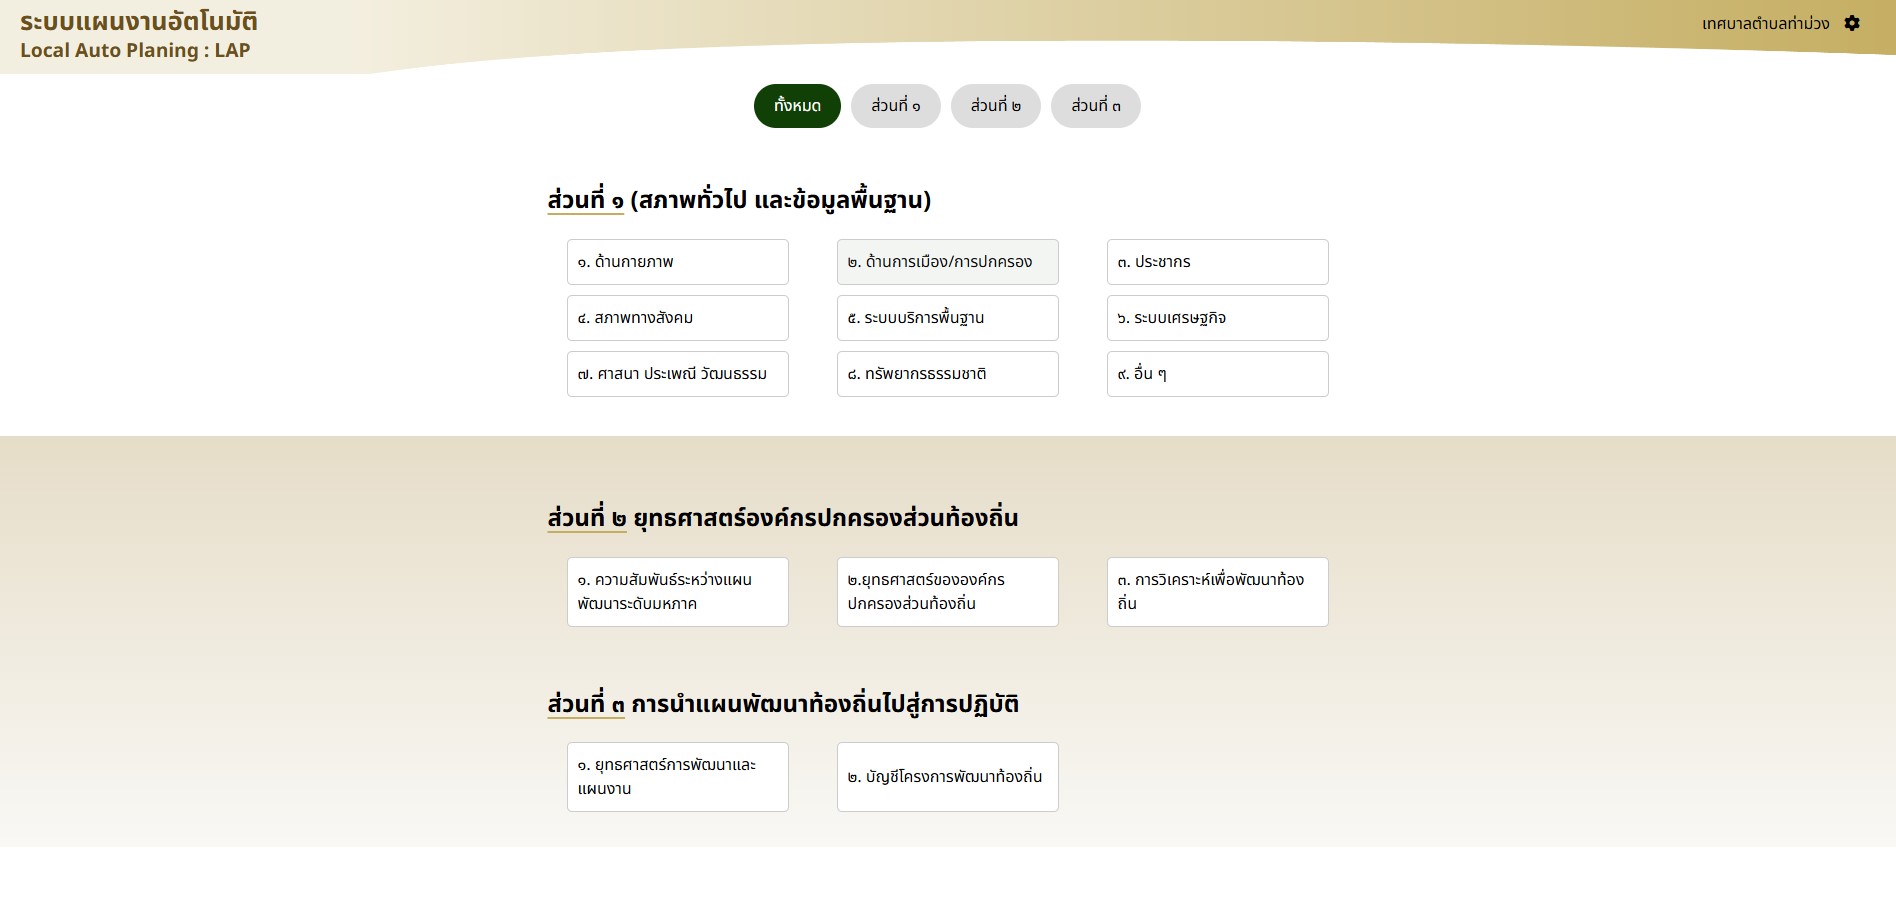 ระบบแผนงานอัตโนมัติ
Local Auto Planing : LAP
เทศบาลตำบลท่าม่วง
ทั้งหมด
ส่วนที่ ๑
ส่วนที่ ๒
ส่วนที่ ๓
ส่วนที่ ๑ (สภาพทั่วไป และข้อมูลพื้นฐาน)
๑. ด้านกายภาพ
๒. ด้านการเมือง/การปกครอง
๓. ประชากร
๔. สภาพทางสังคม
๕. ระบบบริการพื้นฐาน
๖. ระบบเศรษฐกิจ
๗. ศาสนา ประเพณี วัฒนธรรม
๘. ทรัพยากรธรรมชาติ
๙. อื่น ๆ
ส่วนที่ ๒ ยุทธศาสตร์องค์กรปกครองส่วนท้องถิ่น
๑. ความสัมพันธ์ระหว่างแผน
พัฒนาระดับมหภาค
๒.ยุทธศาสตร์ขององค์กร
ปกครองส่วนท้องถิ่น
๓. การวิเคราะห์เพื่อพัฒนาท้อง
ถิ่น
ส่วนที่ ๓ การนำแผนพัฒนาท้องถิ่นไปสู่การปฏิบัติ
๑. ยุทธศาสตร์การพัฒนาและ
แผนงาน
๒. บัญชีโครงการพัฒนาท้องถิ่น